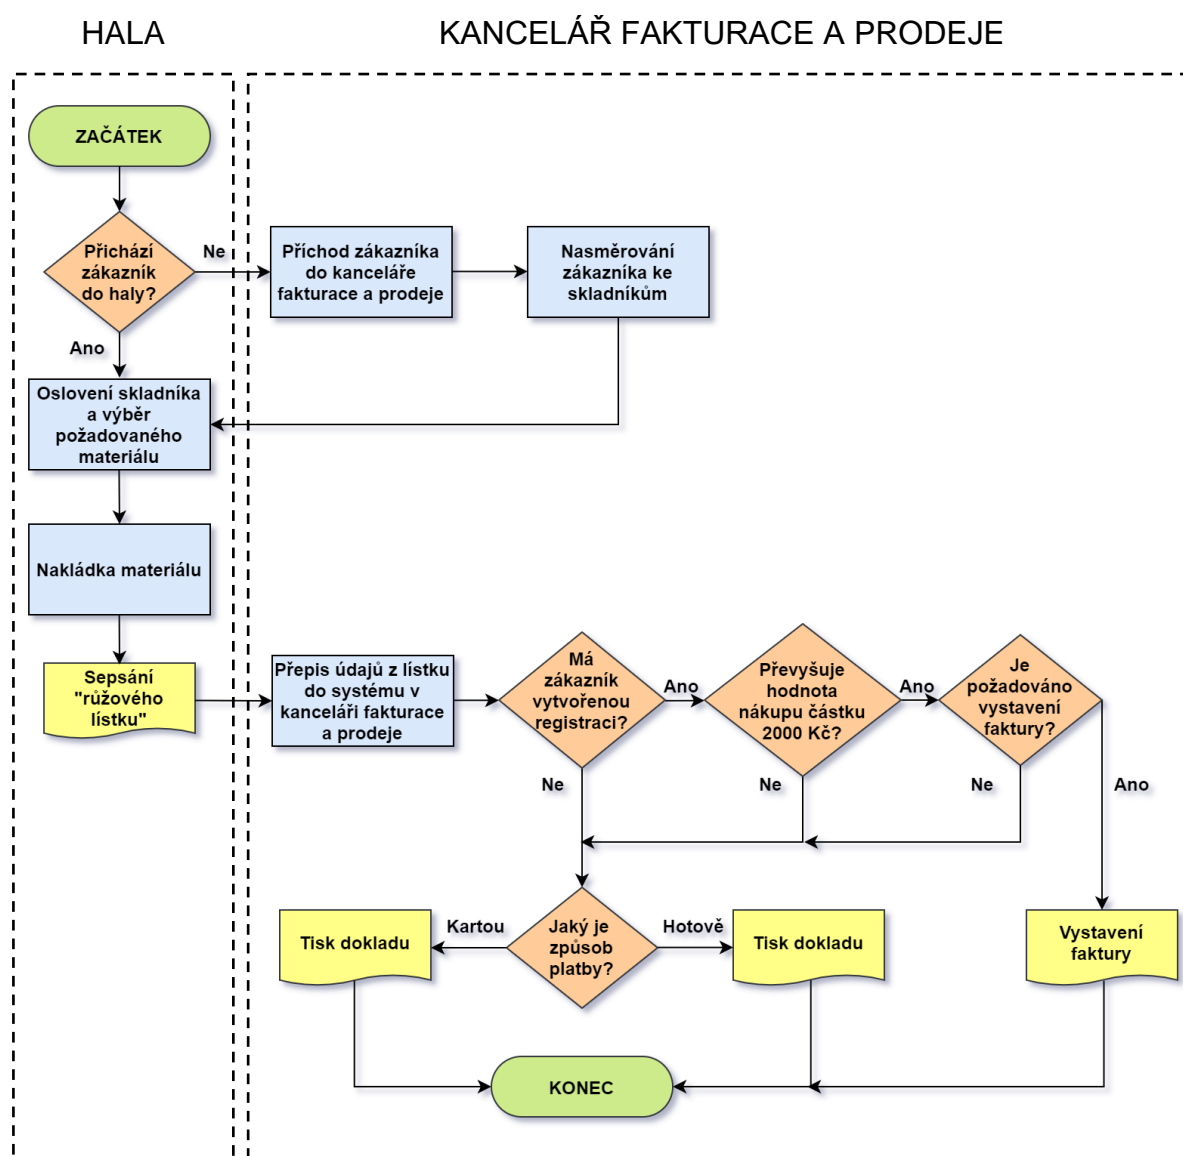 HALA
KANCELÁŘ FAKTURACE A PRODEJE
ZAČÁTEK
Přichází
zákazník
do haly?
Ne
Příchod zákazníka
do kanceláře
fakturace a prodeje
Nasměrování
zákazníka ke
skladníkům
Ano
Oslovení skladníka
a výběr
požadovaného
materiálu
Nakládka materiálu
Sepsání
"růžového
lístku"
Přepis údajů z lístku
do systému v
kanceláři fakturace
a prodeje
Má
zákazník
vytvořenou
registraci?
Ano
Převyšuje
hodnota
nákupu částku
2000 Kč?
Ano
Je
požadováno
vystavení
faktury?
Ne
Ne
Ne
Ano
Tisk dokladu
Kartou
Jaký je
způsob
platby?
Hotově
Tisk dokladu
Vystavení
faktury
KONEC